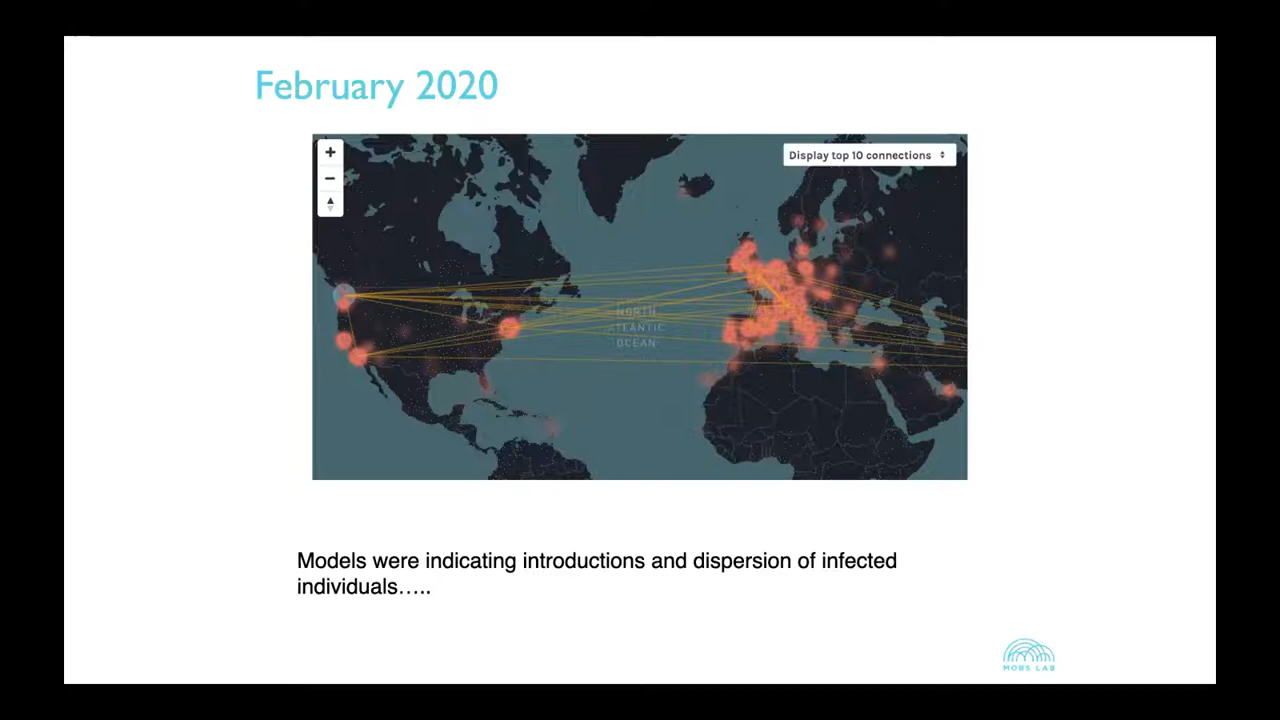 February 2020
+
Display top 10 connections
−
NORTH
ATLANTIC
OCEAN
Models were indicating introductions and dispersion of infected
individuals.....
MOBS LAB